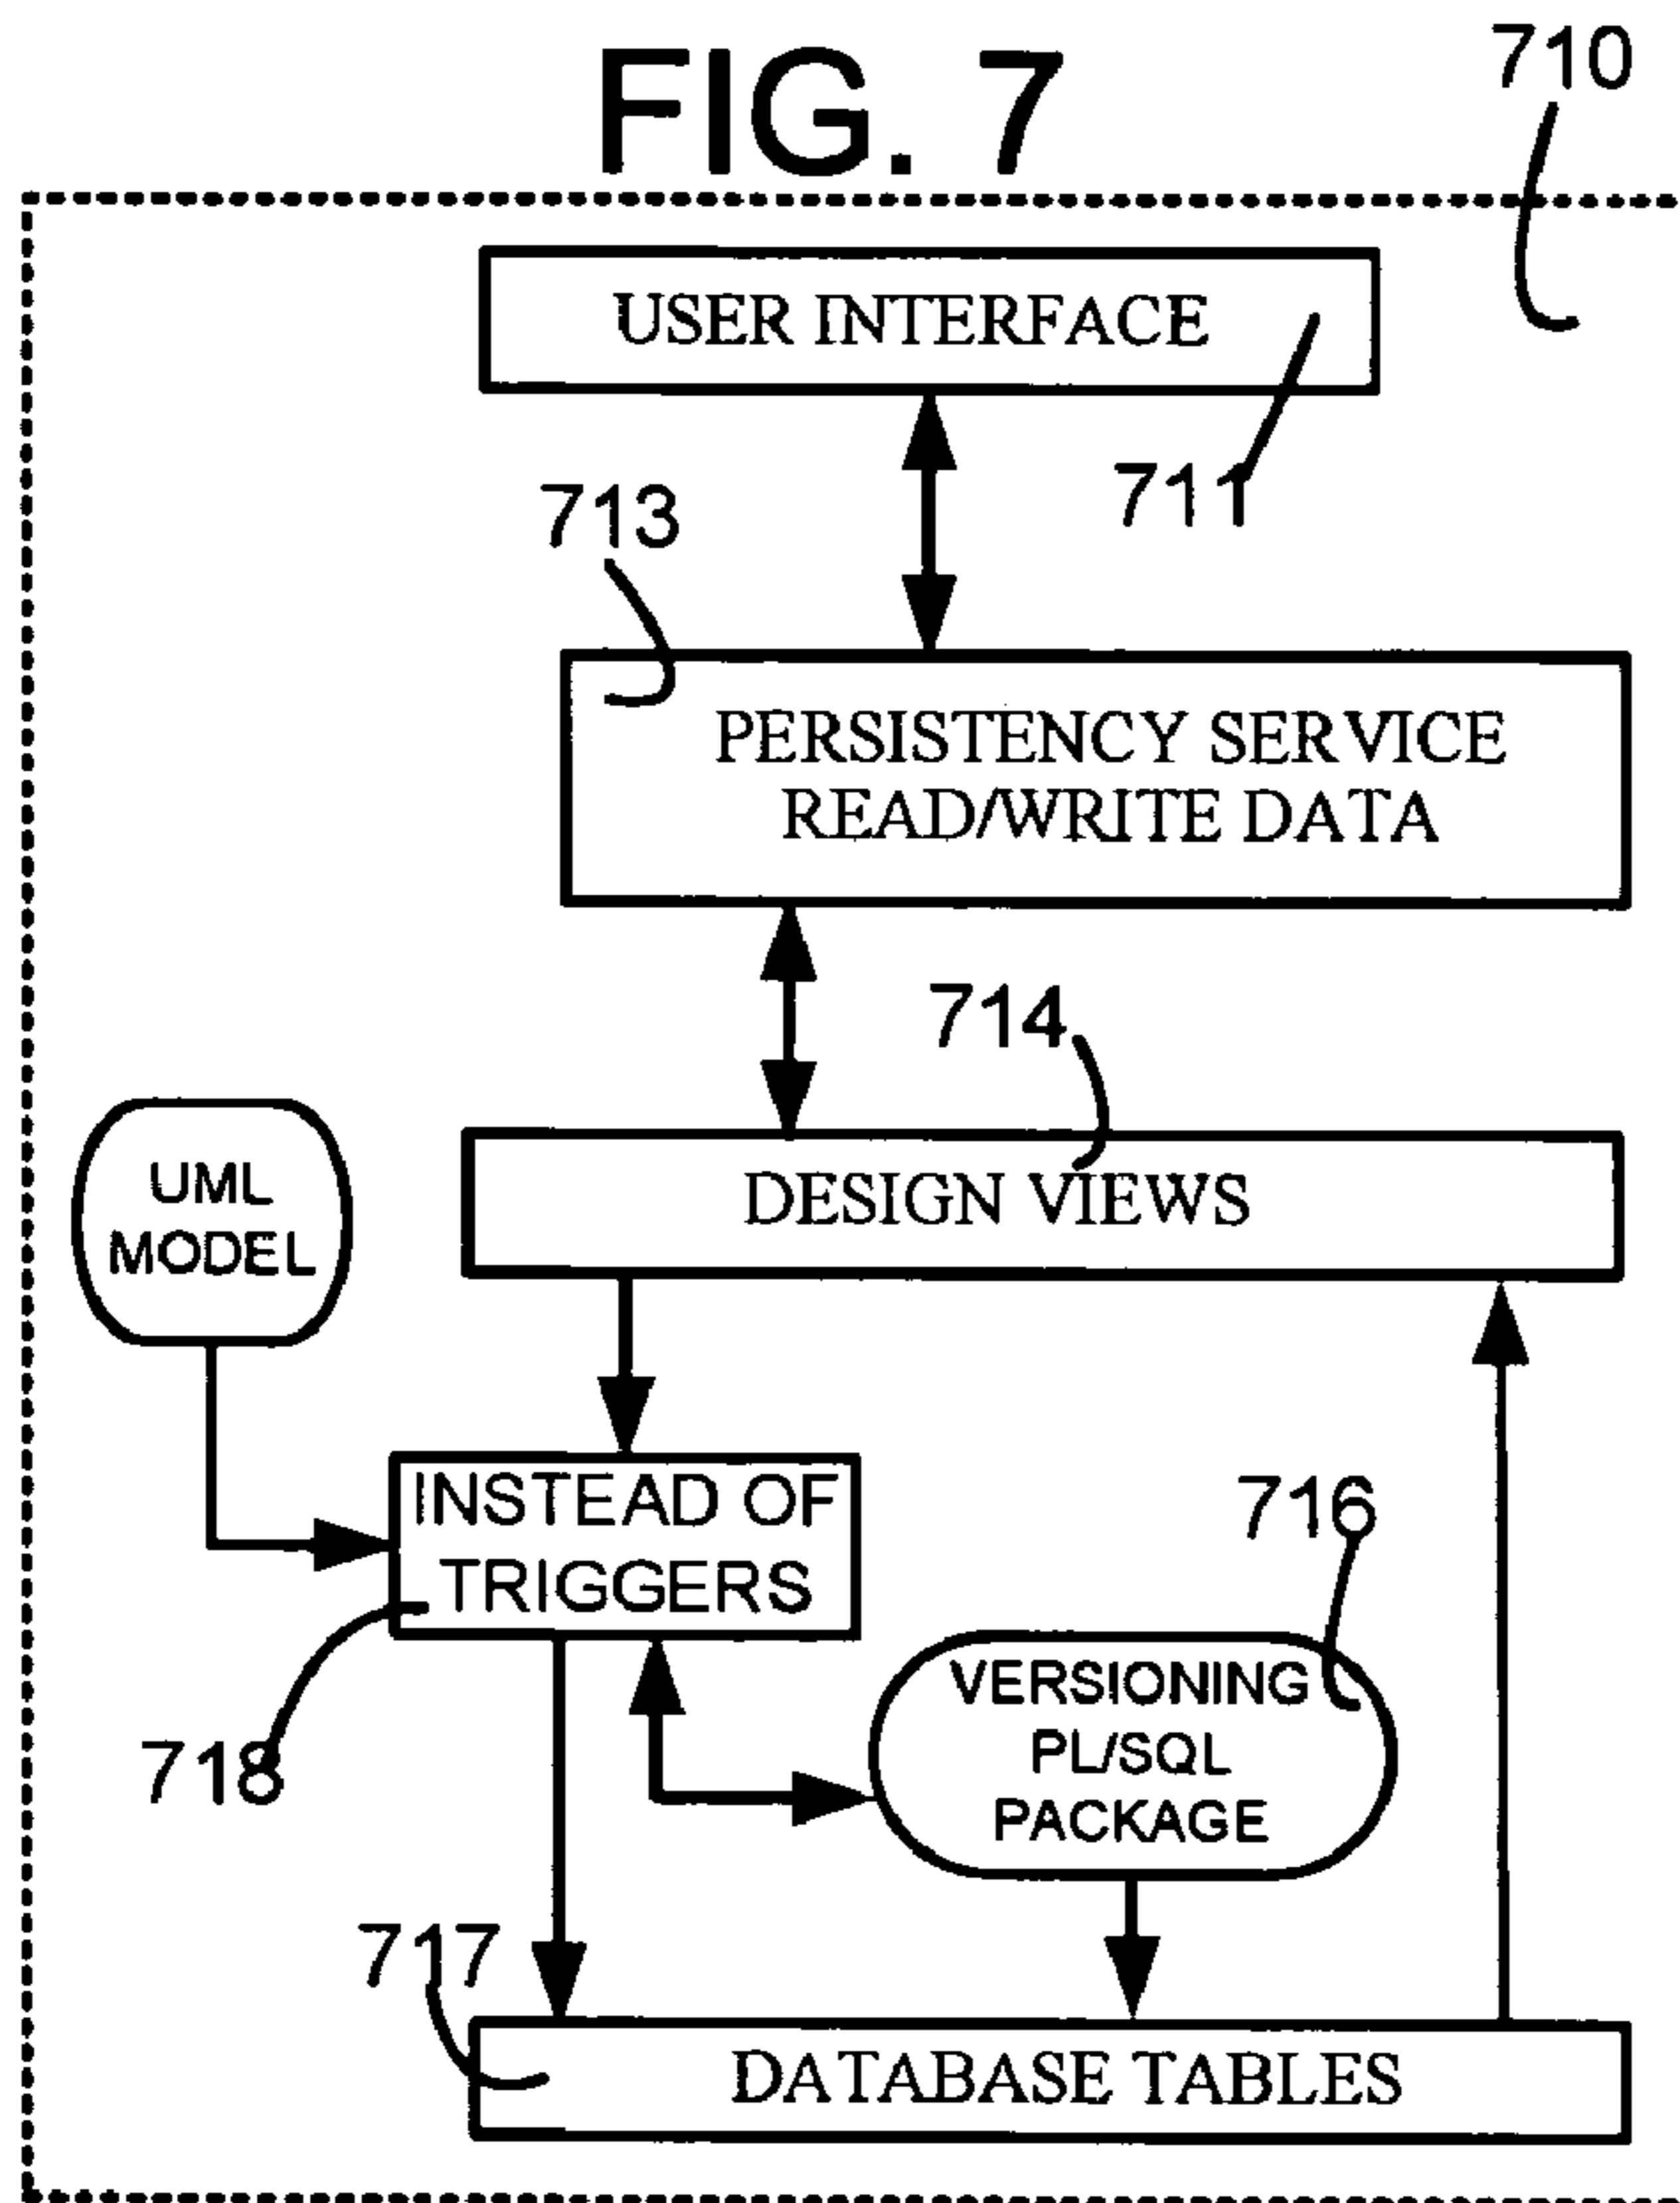 FIG. 7
710
USER INTERFACE
711
713
PERSISTENCY SERVICE
READ/WRITE DATA
714
DESIGN VIEWS
UML
MODEL
INSTEAD OF
TRIGGERS
716
VERSIONING
PL/SQL
PACKAGE
718
717
DATABASE TABLES